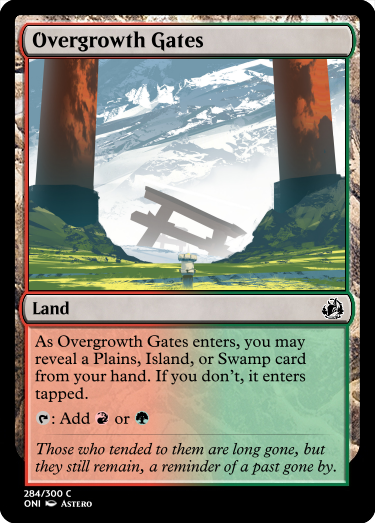 Overgrowth Gates
Land
As Overgrowth Gates enters, you may
reveal a Plains, Island, or Swamp card
from your hand. If you don't, it enters
tapped.
: Add or
Those who tended to them are long gone, but
they still remain, a reminder of a past gone by.
284/300 C
ONI Astero